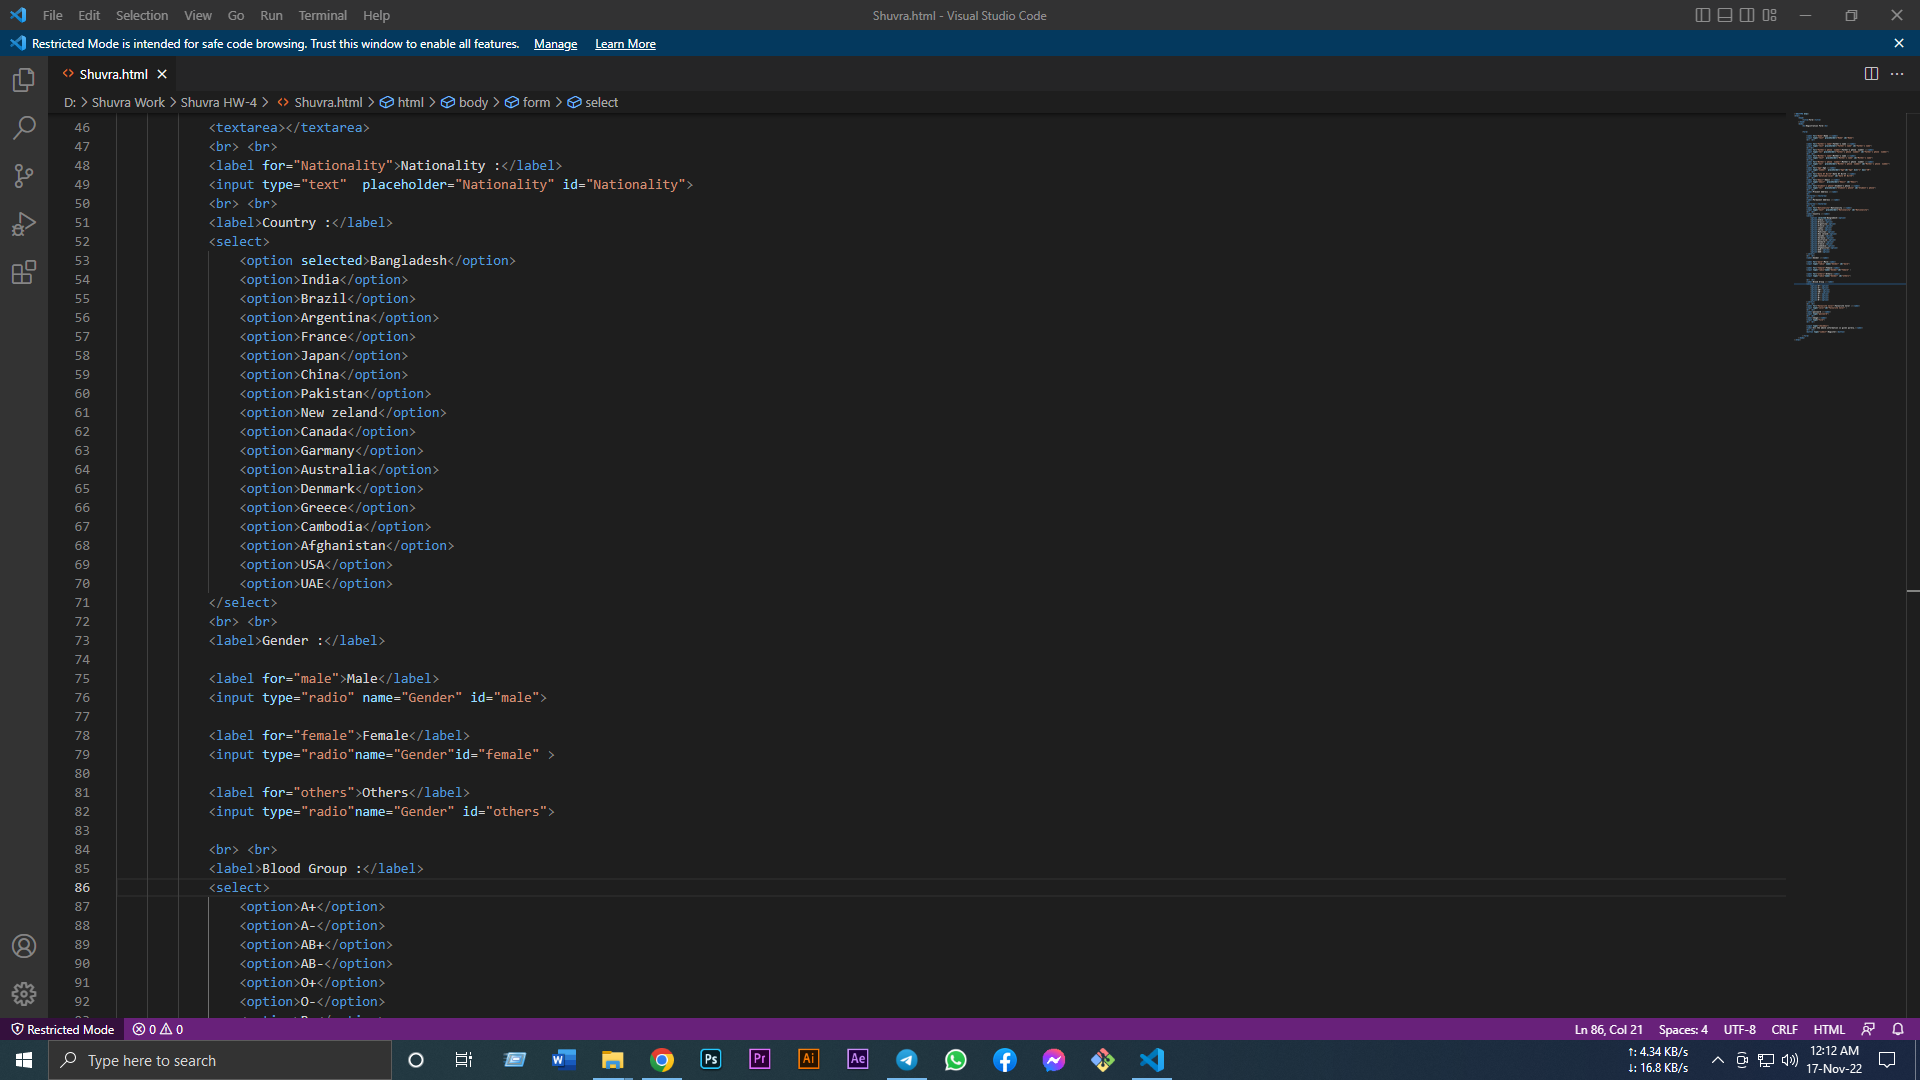 File Edit Selection View Go Run Terminal Help Shuvra.html - Visual Studio Code
Restricted Mode is intended for safe code browsing. Trust this window to enable all features. Manage Learn More
Shuvra.html
D: > Shuvra Work > Shuvra HW-4 > Shuvra.html > html > body > form > select
46 <textarea></textarea>
47 <br> <br>
48 <label for="Nationality">Nationality :</label>
49 <input type="text"  placeholder="Nationality" id="Nationality">
50 <br> <br>
51 <label>Country :</label>
52 <select>
53 <option selected>Bangladesh</option>
54 <option>India</option>
55 <option>Brazil</option>
56 <option>Argentina</option>
57 <option>France</option>
58 <option>Japan</option>
59 <option>China</option>
60 <option>Pakistan</option>
61 <option>New zeland</option>
62 <option>Canada</option>
63 <option>Garmany</option>
64 <option>Australia</option>
65 <option>Denmark</option>
66 <option>Greece</option>
67 <option>Cambodia</option>
68 <option>Afghanistan</option>
69 <option>USA</option>
70 <option>UAE</option>
71 </select>
72 <br> <br>
73 <label>Gender :</label>
74
75 <label for="male">Male</label>
76 <input type="radio" name="Gender" id="male">
77
78 <label for="female">Female</label>
79 <input type="radio"name="Gender"id="female" >
80
81 <label for="others">Others</label>
82 <input type="radio"name="Gender" id="others">
83
84 <br> <br>
85 <label>Blood Group :</label>
86 <select>
87 <option>A+</option>
88 <option>A-</option>
89 <option>AB+</option>
90 <option>AB-</option>
91 <option>O+</option>
92 <option>O-</option>
Restricted Mode 0 0 Ln 86, Col 21 Spaces: 4 UTF-8 CRLF HTML
Type here to search
W Ps Pr Ai Ae
↑: 4.34 KB/s
↓: 16.8 KB/s
12:12 AM
17-Nov-22